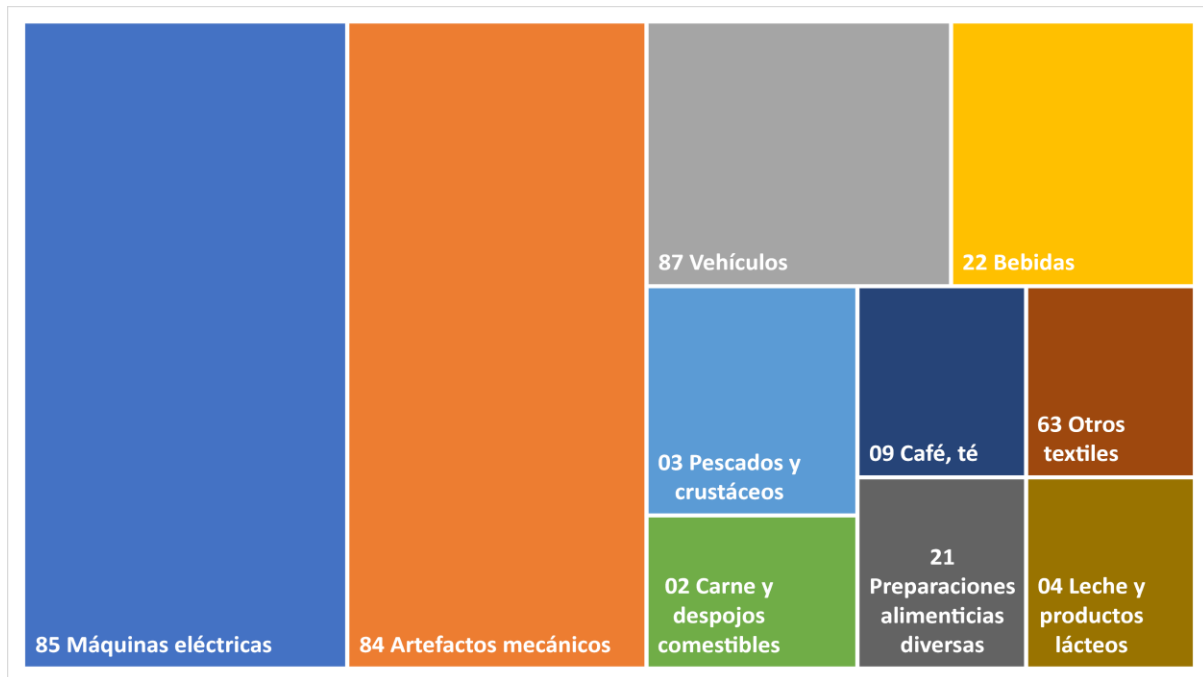 85 Máquinas eléctricas
84 Artefactos mecánicos
87 Vehículos
22 Bebidas
03 Pescados y
crustáceos
02 Carne y
despojos
comestibles
09 Café, té
63 Otros
textiles
21
Preparaciones
alimenticias
diversas
04 Leche y
productos
lácteos